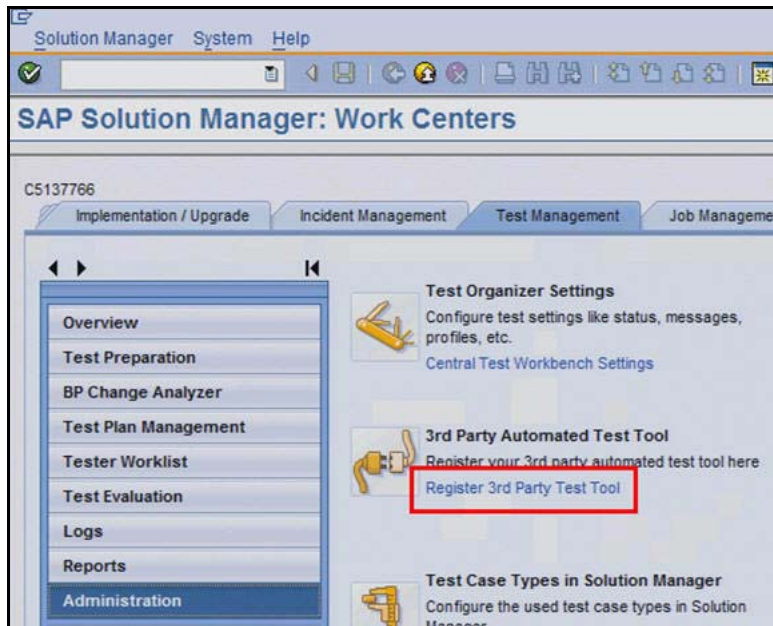 Solution Manager System Help
SAP Solution Manager: Work Centers
C5137766
Implementation / Upgrade Incident Management Test Management Job Manageme
Overview
Test Preparation
BP Change Analyzer
Test Plan Management
Tester Worklist
Test Evaluation
Logs
Reports
Administration
Test Organizer Settings
Configure test settings like status, messages,
profiles, etc.
Central Test Workbench Settings
3rd Party Automated Test Tool
Register your 3rd party automated test tool here
Register 3rd Party Test Tool
Test Case Types in Solution Manager
Configure the used test case types in Solution
Manager